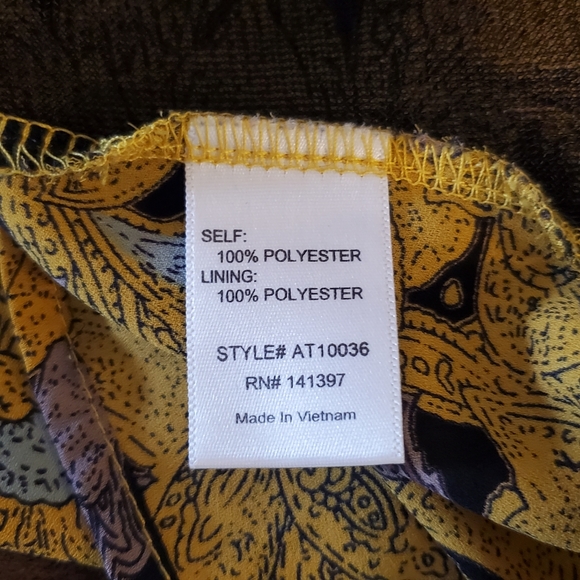 SELF:
100% POLYESTER
LINING:
100% POLYESTER
STYLE# AT10036
RN# 141397
Made In Vietnam